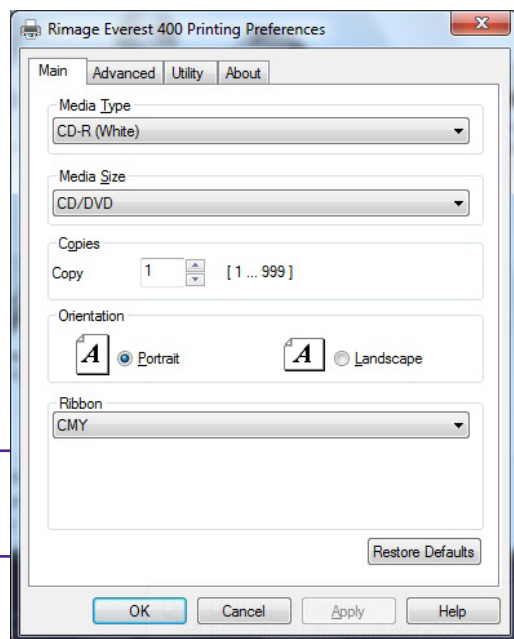 Rimage Everest 400 Printing Preferences
Main Advanced Utility About
Media Type
CD-R (White)
Media Size
CD/DVD
Copies
Copy 1 [ 1 ... 999 ]
Orientation
A Portrait A Landscape
Ribbon
CMY
Restore Defaults
OK Cancel Apply Help